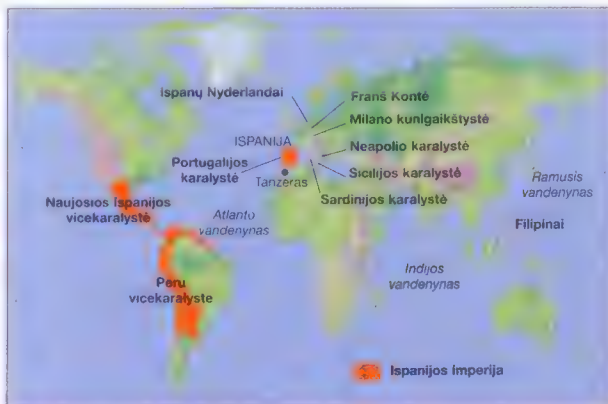 Ispanų Nyderlandai
Franš Kontė
Milano kunigaikštystė
ISPANIJA
Neapolio karalystė
Portugalijos
karalystė
Tanžeras
Sicilijos karalystė
Sardinijos karalystė
Ramusis
vandenynas
Naujosios Ispanijos
vicekaralystė
Atlanto
vandenynas
Filipinai
Indijos
vandenynas
Peru
vicekaralystė
Ispanijos Imperija